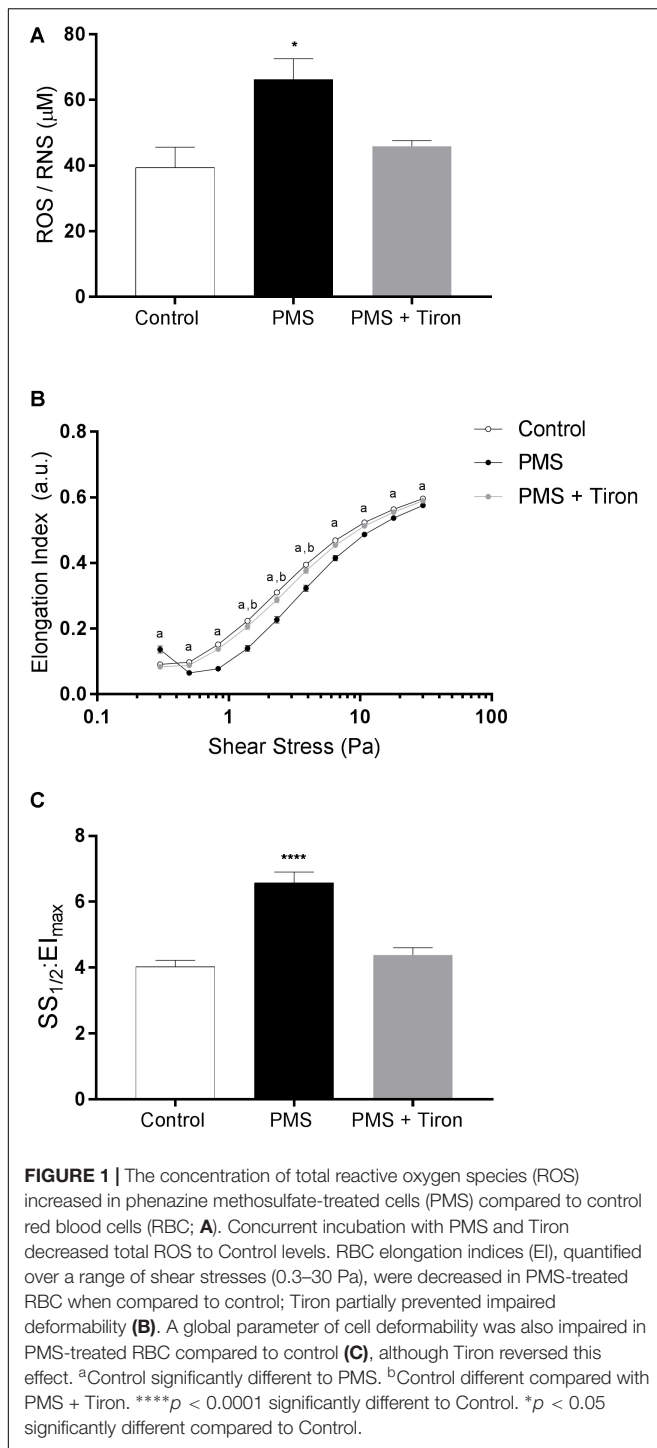 A
80
60
40
20
0
ROS / RNS (μM)
*
Control PMS PMS + Tiron
B
0.8
0.6
0.4
0.2
0.0
Elongation Index (a.u.)
a a a a,b a,b a,b a a a a
0.1 1 10 100
Shear Stress (Pa)
Control
PMS
PMS + Tiron
C
8
6
4
2
0
SS1/2:EImax
****
Control PMS PMS + Tiron
FIGURE 1 | The concentration of total reactive oxygen species (ROS)
increased in phenazine methosulfate-treated cells (PMS) compared to control
red blood cells (RBC; A). Concurrent incubation with PMS and Tiron
decreased total ROS to Control levels. RBC elongation indices (EI), quantified
over a range of shear stresses (0.3–30 Pa), were decreased in PMS-treated
RBC when compared to control; Tiron partially prevented impaired
deformability (B). A global parameter of cell deformability was also impaired in
PMS-treated RBC compared to control (C), although Tiron reversed this
effect. aControl significantly different to PMS. bControl different compared with
PMS + Tiron. ****p < 0.0001 significantly different to Control. *p < 0.05
significantly different compared to Control.